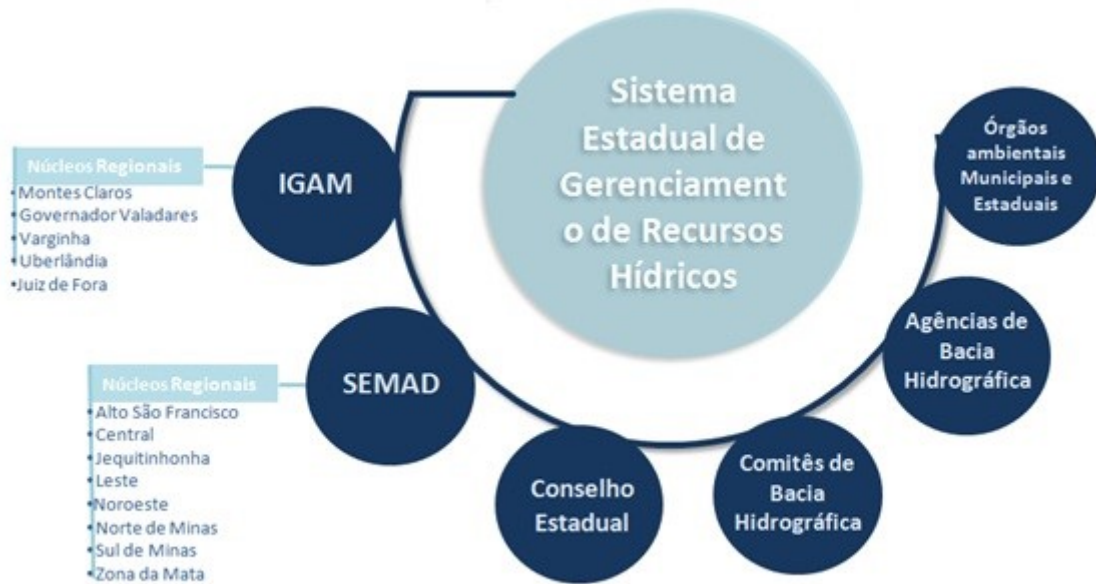 Sistema
Estadual de
Gerenciament
o de Recursos
Hídricos
IGAM
Núcleos Regionais
•Montes Claros
•Governador Valadares
•Varginha
•Uberlândia
•Juiz de Fora
SEMAD
Núcleos Regionais
•Alto São Francisco
•Central
•Jequitinhonha
•Leste
•Noroeste
•Norte de Minas
•Sul de Minas
•Zona da Mata
Conselho
Estadual
Comitês de
Bacia
Hidrográfica
Agências de
Bacia
Hidrográfica
Órgãos
ambientais
Municipais e
Estaduais